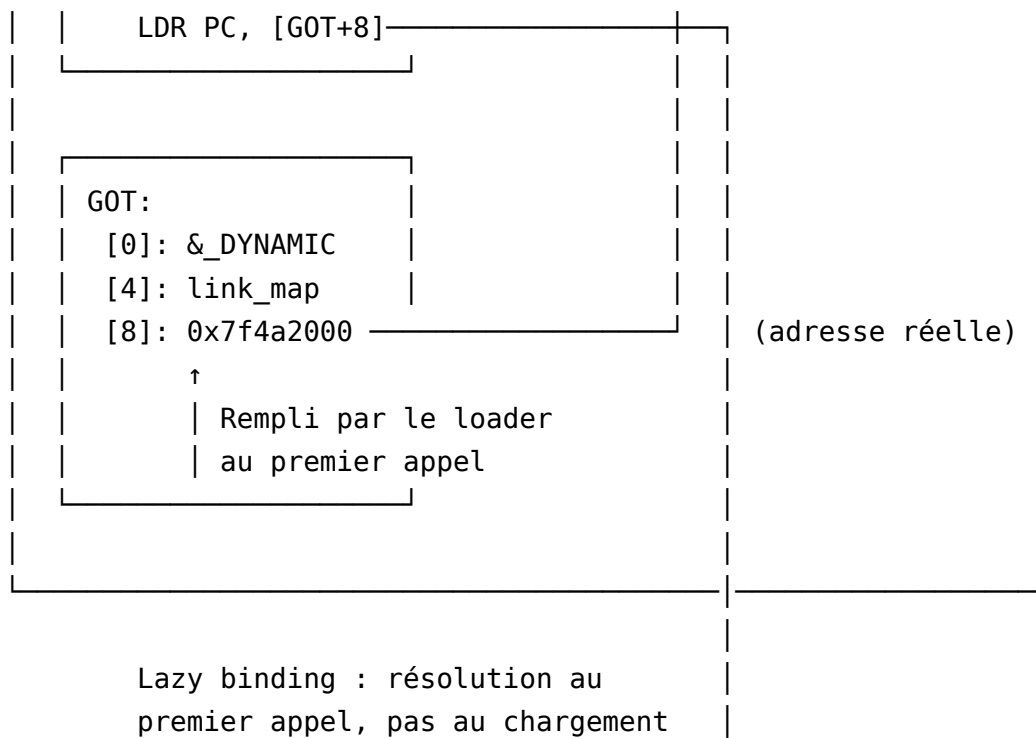 LDR PC, [GOT+8]
GOT:
[0]: &_DYNAMIC
[4]: link_map
[8]: 0x7f4a2000
(adresse réelle)
↑
Rempli par le loader
au premier appel
Lazy binding : résolution au
premier appel, pas au chargement